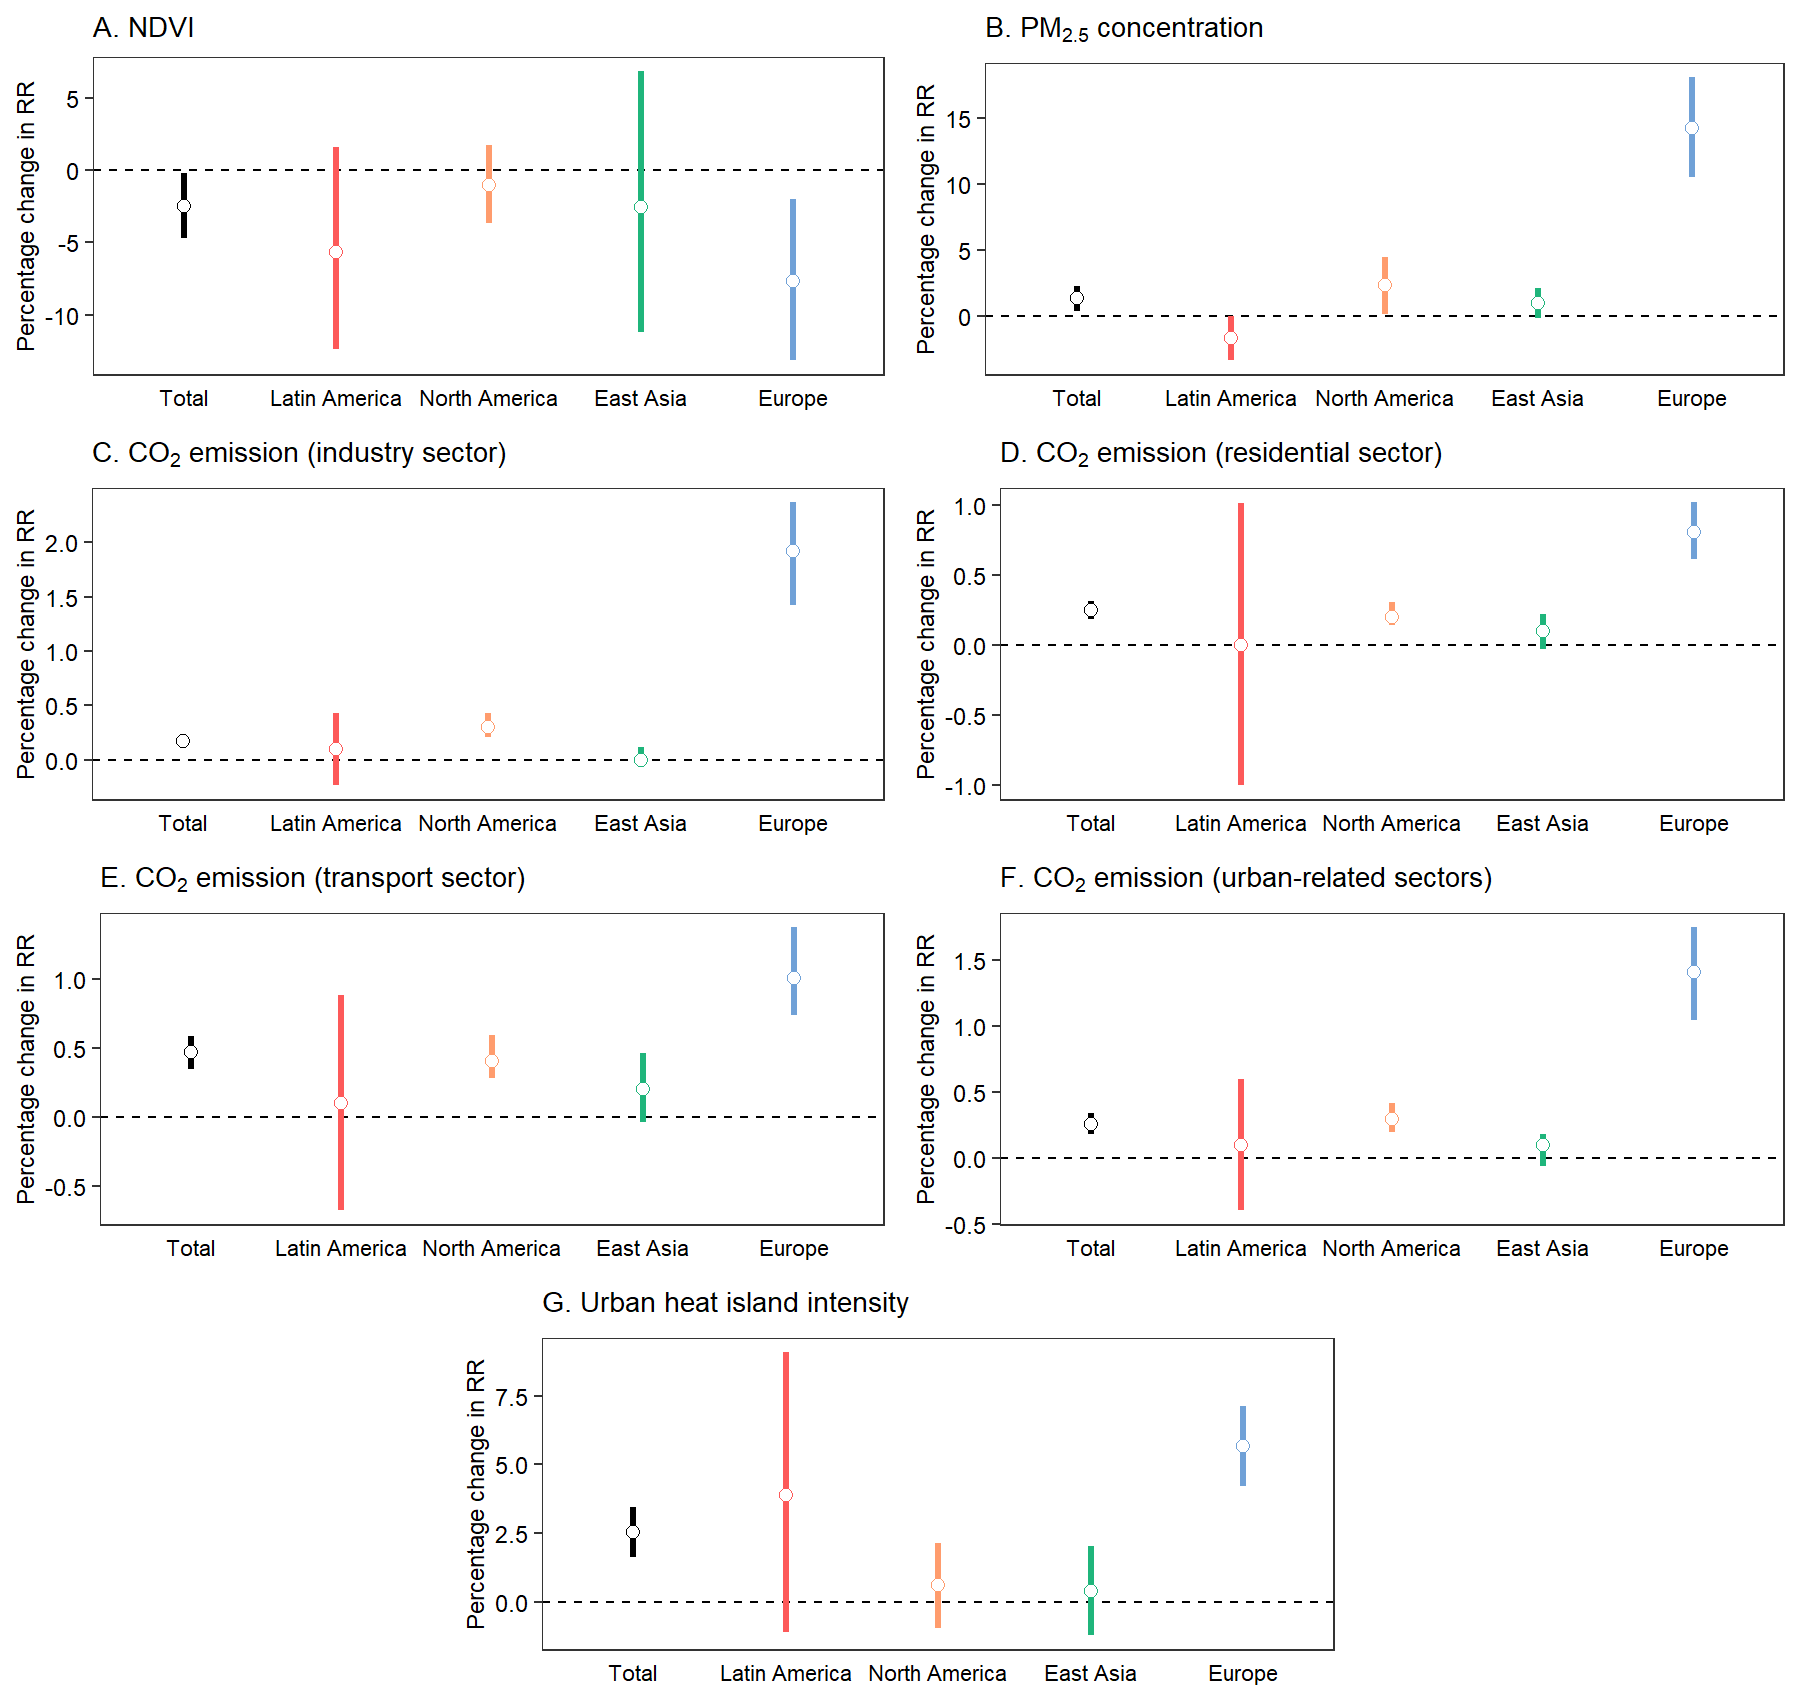 A. NDVI
Percentage change in RR
5
0
-5
-10
Total Latin America North America East Asia Europe
B. PM2.5 concentration
Percentage change in RR
15
10
5
0
Total Latin America North America East Asia Europe
C. CO2 emission (industry sector)
Percentage change in RR
2.0
1.5
1.0
0.5
0.0
Total Latin America North America East Asia Europe
D. CO2 emission (residential sector)
Percentage change in RR
1.0
0.5
0.0
-0.5
-1.0
Total Latin America North America East Asia Europe
E. CO2 emission (transport sector)
Percentage change in RR
1.0
0.5
0.0
-0.5
Total Latin America North America East Asia Europe
F. CO2 emission (urban-related sectors)
Percentage change in RR
1.5
1.0
0.5
0.0
-0.5
Total Latin America North America East Asia Europe
G. Urban heat island intensity
Percentage change in RR
7.5
5.0
2.5
0.0
Total Latin America North America East Asia Europe